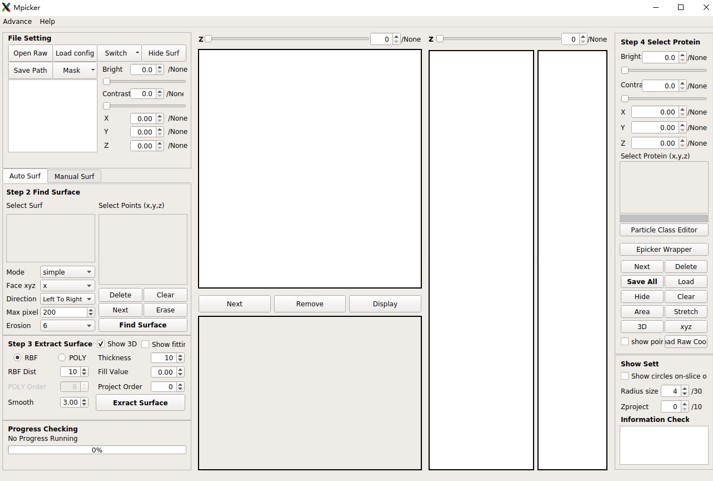 Mpicker
Advance Help
File Setting
Open Raw Load config Switch Hide Surf
Save Path Mask
Bright 0.0 /None
Contrast 0.0 /None
X 0.00 /None
Y 0.00 /None
Z 0.00 /None
Auto Surf Manual Surf
Step 2 Find Surface
Select Surf Select Points (x,y,z)
Mode simple
Face xyz x
Direction Left To Right
Max pixel 200
Erosion 6
Delete Clear
Next Erase
Find Surface
Step 3 Extract Surface Show 3D Show fittin
RBF POLY Thickness 10
RBF Dist 10 Fill Value 0.00
POLY Order 8 Project Order 0
Smooth 3.00 Exract Surface
Progress Checking
No Progress Running
0%
Z 0 /None
Next Remove Display
Z 0 /None
Step 4 Select Protein
Bright 0.0 /None
Contra 0.0 /None
X 0.00 /None
Y 0.00 /None
Z 0.00 /None
Select Protein (x,y,z)
Particle Class Editor
Epicker Wrapper
Next Delete
Save All Load
Hide Clear
Area Stretch
3D xyz
show poin ad Raw Coo
Show Sett
Show circles on-slice o
Radius size 4 /30
Zproject 0 /10
Information Check